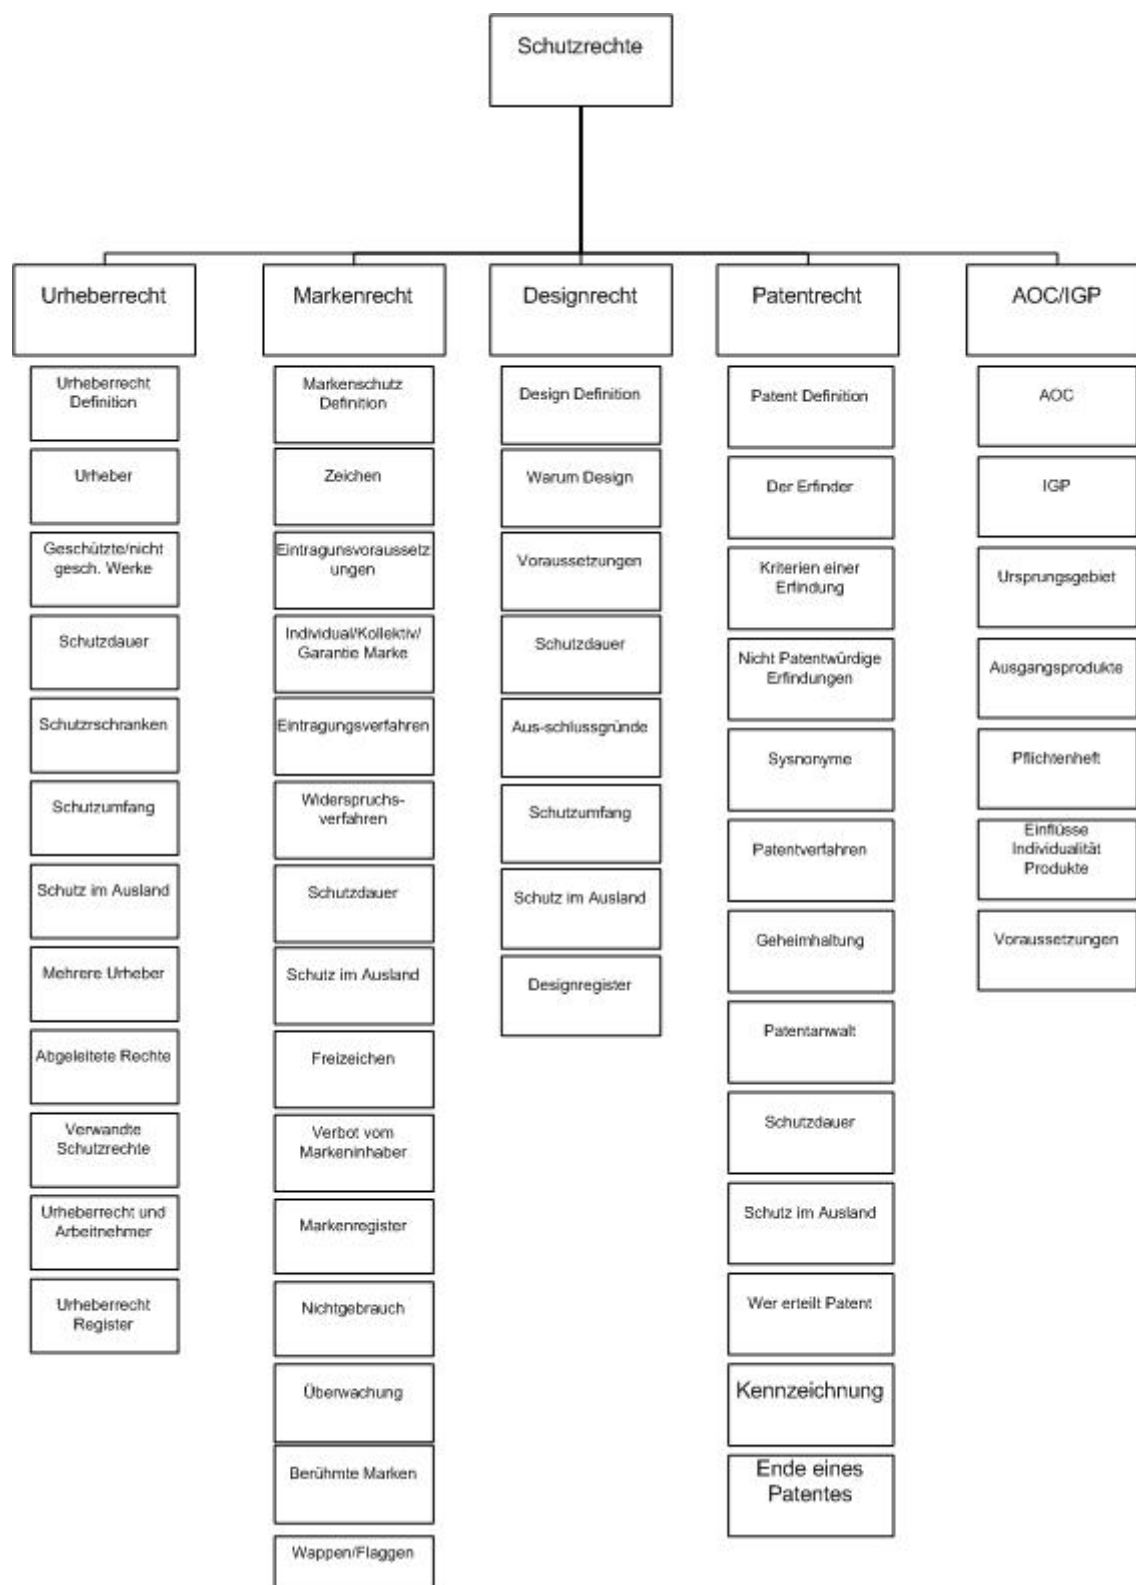 Schutzrechte
Urheberrecht
Markenrecht
Designrecht
Patentrecht
AOC/IGP
Urheberrecht
Definition
Urheber
Geschützte/nicht
gesch. Werke
Schutzdauer
Schutzrschranken
Schutzumfang
Schutz im Ausland
Mehrere Urheber
Abgeleitete Rechte
Verwandte
Schutzrechte
Urheberrecht und
Arbeitnehmer
Urheberrecht
Register
Markenschutz
Definition
Zeichen
Eintragunsvoraussetz
ungen
Individual/Kollektiv/
Garantie Marke
Eintragungsverfahren
Widerspruchs-
verfahren
Schutzdauer
Schutz im Ausland
Freizeichen
Verbot vom
Markeninhaber
Markenregister
Nichtgebrauch
Überwachung
Berühmte Marken
Wappen/Flaggen
Design Definition
Warum Design
Voraussetzungen
Schutzdauer
Aus-schlussgründe
Schutzumfang
Schutz im Ausland
Designregister
Patent Definition
Der Erfinder
Kriterien einer
Erfindung
Nicht Patentwürdige
Erfindungen
Sysnonyme
Patentverfahren
Geheimhaltung
Patentanwalt
Schutzdauer
Schutz im Ausland
Wer erteilt Patent
Kennzeichnung
Ende eines
Patentes
AOC
IGP
Ursprungsgebiet
Ausgangsprodukte
Pflichtenheft
Einflüsse
Individualität
Produkte
Voraussetzungen